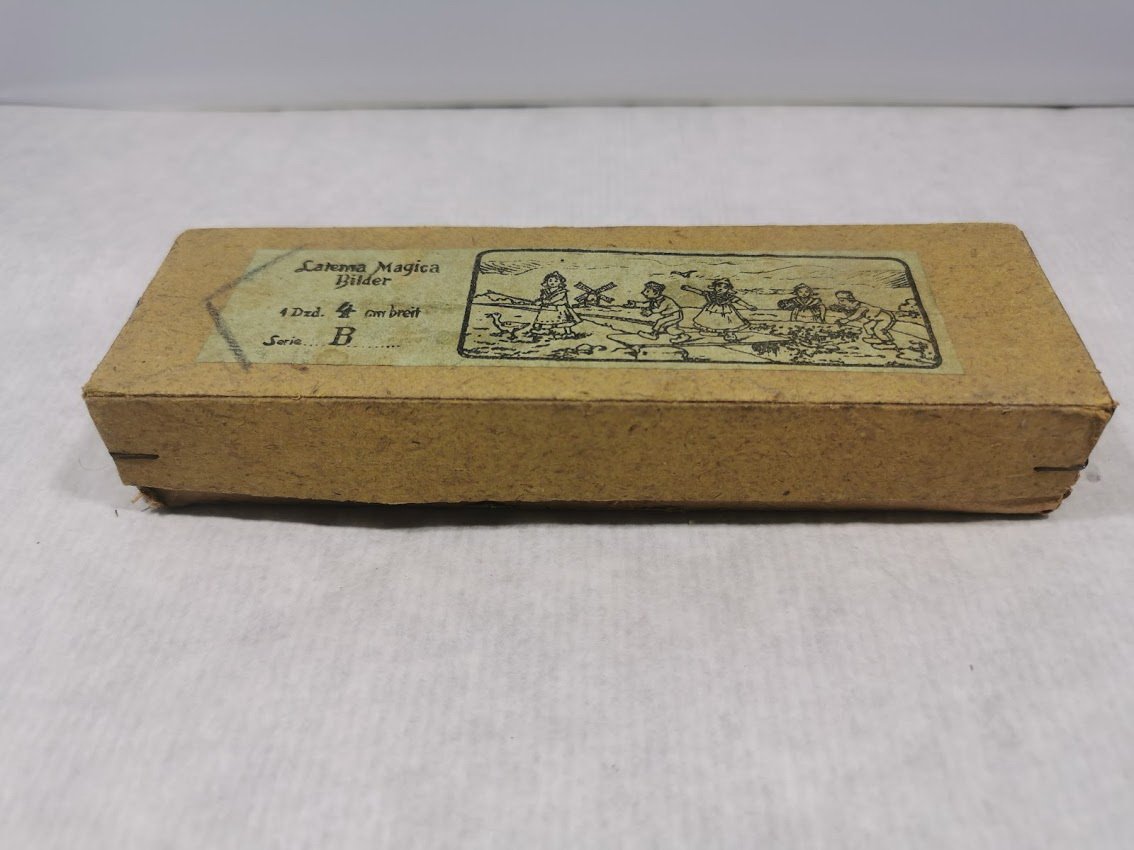 Laterna Magica
Bilder
1 Dzd. 4 cm breit
Serie.... B ........